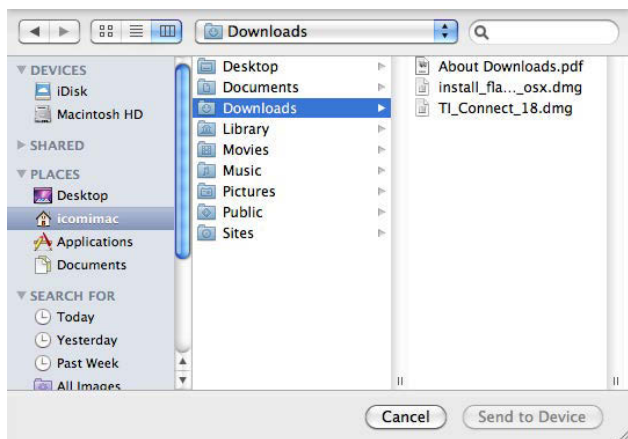 Downloads
DEVICES
iDisk
Macintosh HD
SHARED
PLACES
Desktop
icomimac
Applications
Documents
SEARCH FOR
Today
Yesterday
Past Week
All Images
Desktop
Documents
Downloads
Library
Movies
Music
Pictures
Public
Sites
About Downloads.pdf
install_fla..._osx.dmg
TI_Connect_18.dmg
Cancel
Send to Device